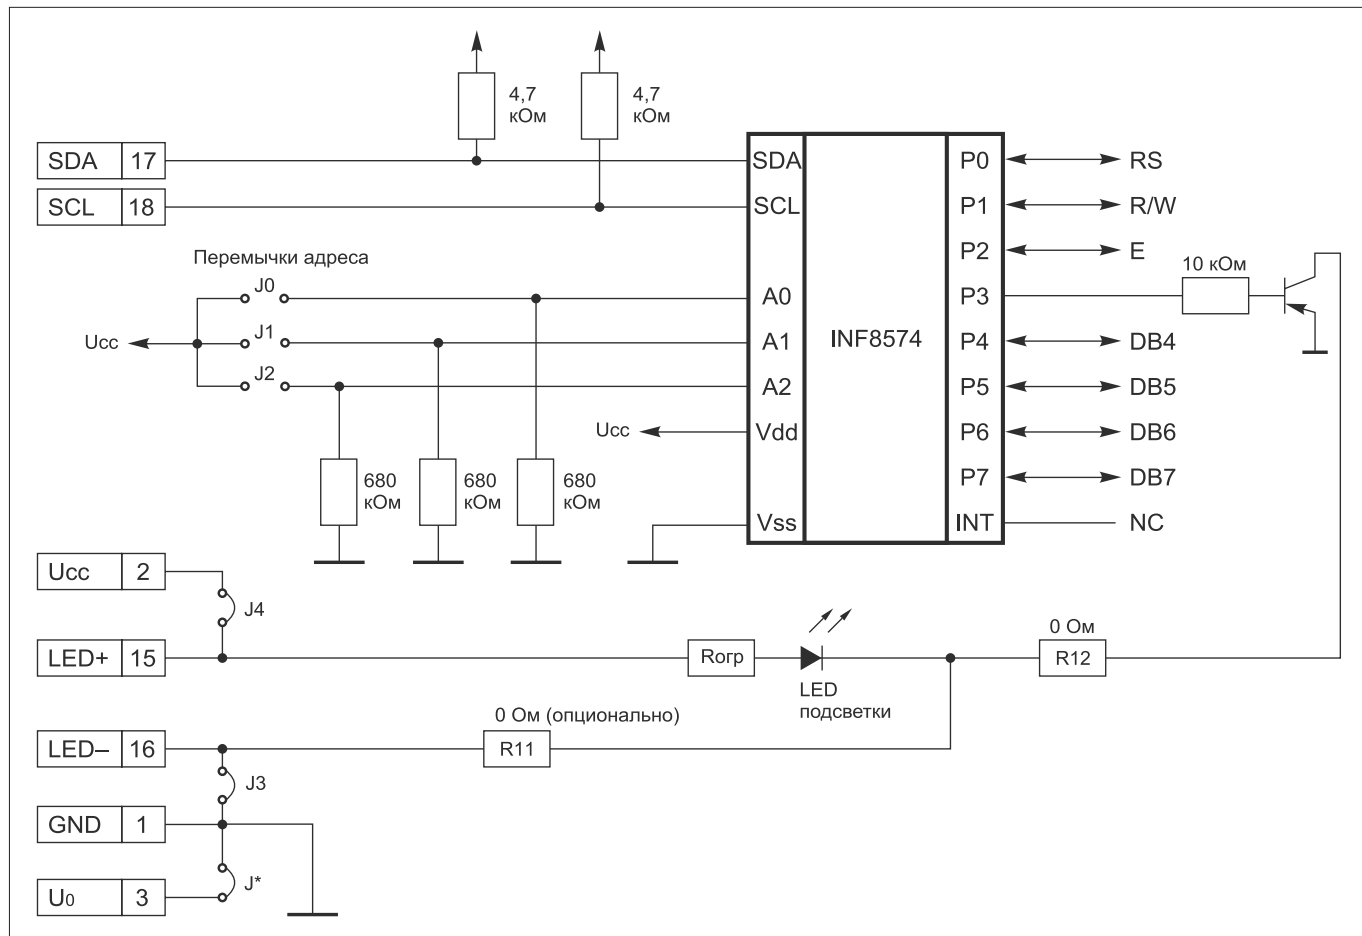 4,7
кОм
4,7
кОм
SDA 17
SCL 18
SDA
SCL
A0
A1
A2
Vdd
Vss
INF8574
P0
P1
P2
P3
P4
P5
P6
P7
INT
RS
R/W
E
10 кОм
DB4
DB5
DB6
DB7
NC
Перемычки адреса
J0
J1
J2
Ucc
Ucc
680
кОм
680
кОм
680
кОм
Ucc 2
J4
LED+ 15
Rогр
LED
подсветки
0 Ом
R12
0 Ом (опционально)
LED– 16
R11
J3
GND 1
J*
U0 3